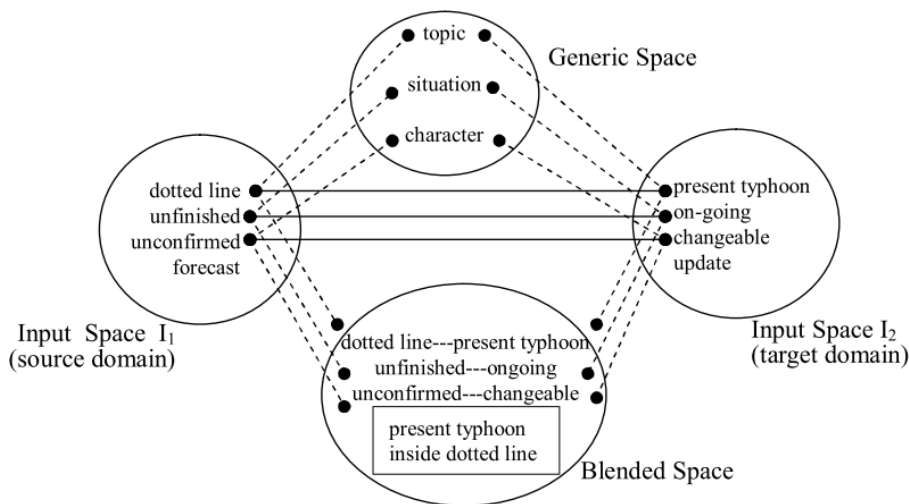 topic
situation
character
Generic Space
dotted line
unfinished
unconfirmed
forecast
present typhoon
on-going
changeable
update
Input Space I₁
(source domain)
Input Space I₂
(target domain)
dotted line---present typhoon
unfinished---ongoing
unconfirmed---changeable
present typhoon
inside dotted line
Blended Space